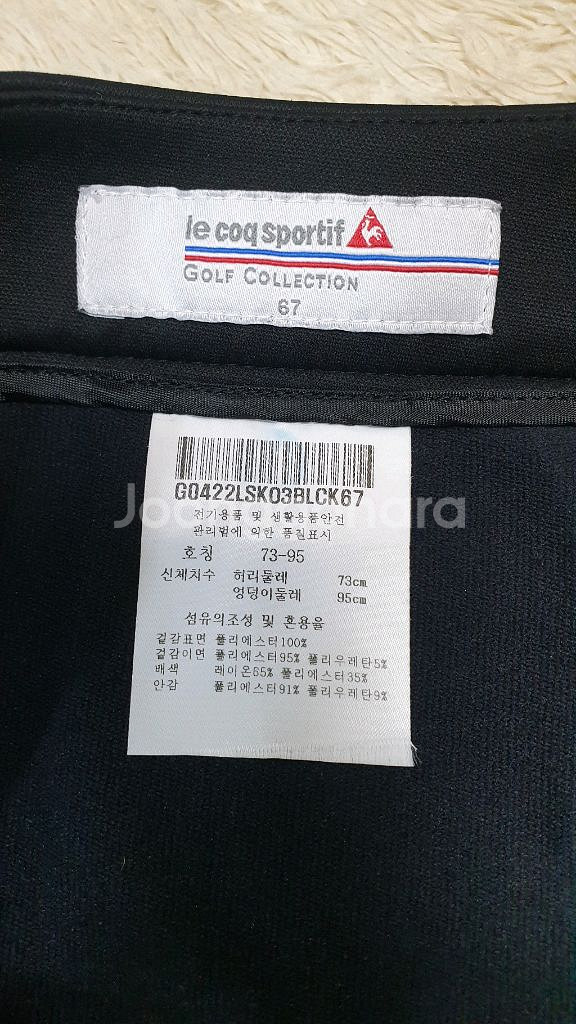 le coq sportif
GOLF COLLECTION
67
G0422LSK03BLCK67
전기용품 및 생활용품안전
관리법에 의한 품질표시
호칭 73-95
신체치수 허리둘레 73cm
엉덩이둘레 95cm
섬유의조성 및 혼용율
겉감표면 폴리에스터100%
겉감이면 폴리에스터95% 폴리우레탄5%
배색 레이온65% 폴리에스터35%
안감 폴리에스터91% 폴리우레탄9%